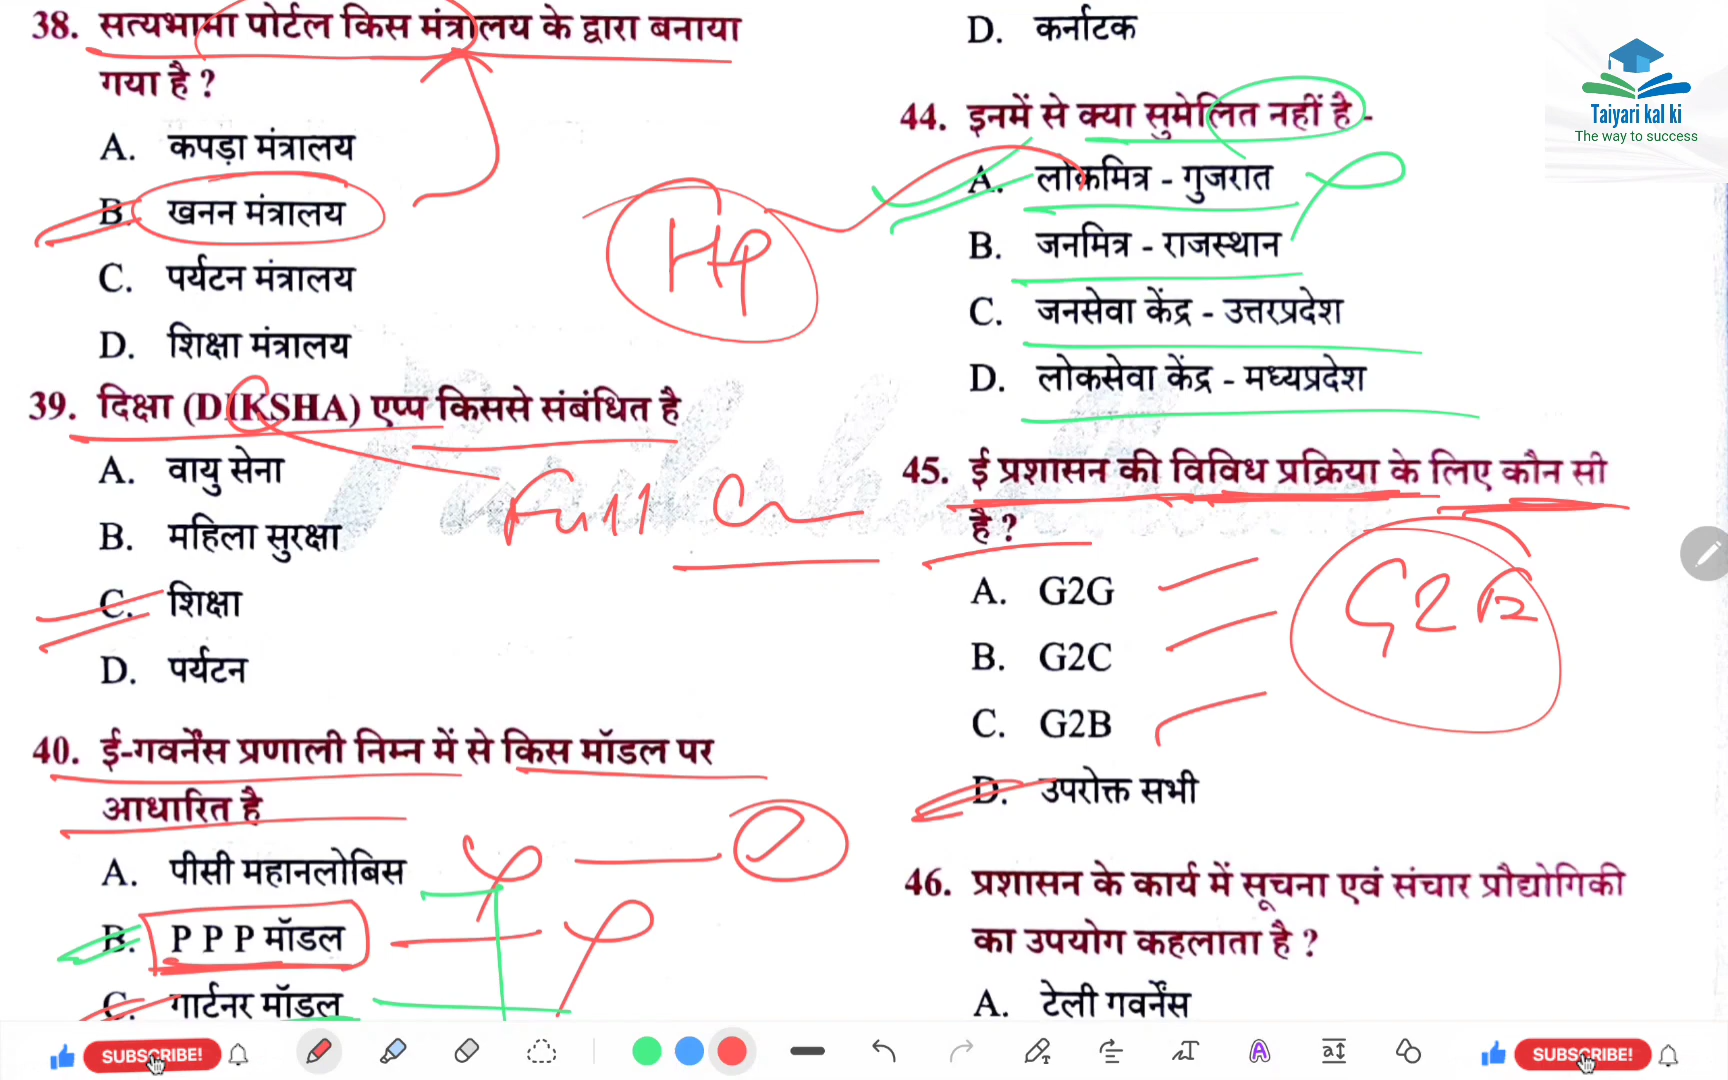 38. सत्यभामा पोर्टल किस मंत्रालय के द्वारा बनाया
गया है ?
A. कपड़ा मंत्रालय
B. खनन मंत्रालय
C. पर्यटन मंत्रालय
D. शिक्षा मंत्रालय
39. दिक्षा (DIKSHA) एप्प किससे संबंधित है
A. वायु सेना
B. महिला सुरक्षा
C. शिक्षा
D. पर्यटन
40. ई-गवर्नेंस प्रणाली निम्न में से किस मॉडल पर
आधारित है
A. पीसी महानलोबिस
B. P P P मॉडल
C. गार्टनर मॉडल
HP
Full
D. कर्नाटक
44. इनमें से क्या सुमेलित नहीं है -
A. लोकमित्र - गुजरात
B. जनमित्र - राजस्थान
C. जनसेवा केंद्र - उत्तरप्रदेश
D. लोकसेवा केंद्र - मध्यप्रदेश
45. ई प्रशासन की विविध प्रक्रिया के लिए कौन सी
है ?
A. G2G
B. G2C
C. G2B
D. उपरोक्त सभी
46. प्रशासन के कार्य में सूचना एवं संचार प्रौद्योगिकी
का उपयोग कहलाता है ?
A. टेली गवर्नेंस
Taiyari kal ki
The way to success
SUBSCRIBE!
SUBSCRIBE!